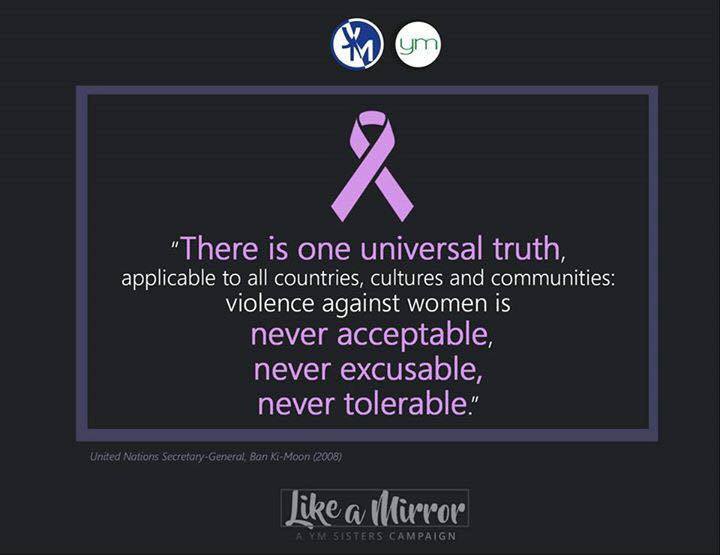 YM
ym
"There is one universal truth,
applicable to all countries, cultures and communities:
violence against women is
never acceptable,
never excusable,
never tolerable."
United Nations Secretary-General, Ban Ki-Moon (2008)
Like a Mirror
A YM SISTERS CAMPAIGN